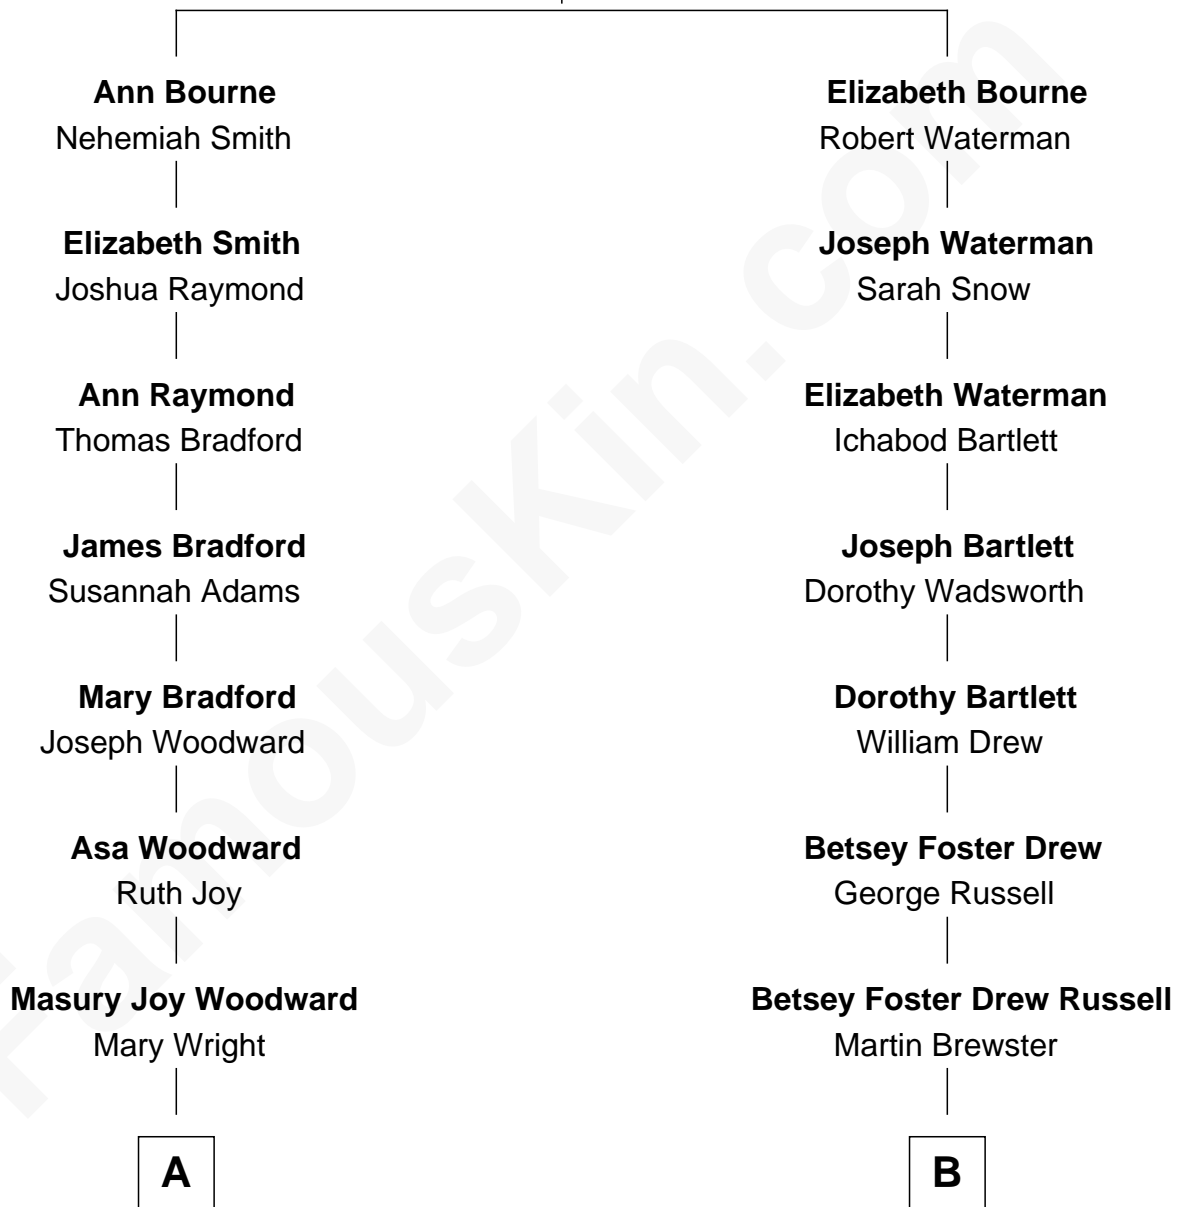 Ann Bourne
Nehemiah Smith
Elizabeth Smith
Joshua Raymond
Ann Raymond
Thomas Bradford
James Bradford
Susannah Adams
Mary Bradford
Joseph Woodward
Asa Woodward
Ruth Joy
Masury Joy Woodward
Mary Wright
A
Elizabeth Bourne
Robert Waterman
Joseph Waterman
Sarah Snow
Elizabeth Waterman
Ichabod Bartlett
Joseph Bartlett
Dorothy Wadsworth
Dorothy Bartlett
William Drew
Betsey Foster Drew
George Russell
Betsey Foster Drew Russell
Martin Brewster
B
FamousKin.com